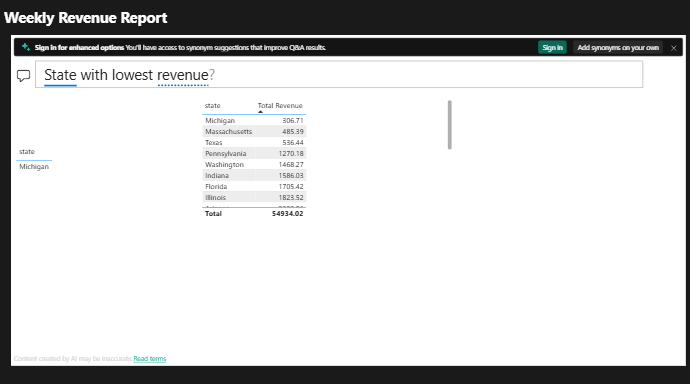 Weekly Revenue Report
Sign in for enhanced options You'll have access to synonym suggestions that improve Q&A results.
Sign in
Add synonyms on your own
State with lowest revenue?
state Total Revenue
Michigan 306.71
Massachusetts 485.39
Texas 536.44
Pennsylvania 1270.18
Washington 1468.27
Indiana 1586.03
Florida 1705.42
Illinois 1823.52
Total 54934.02
state
Michigan
Content created by AI may be inaccurate. Read terms